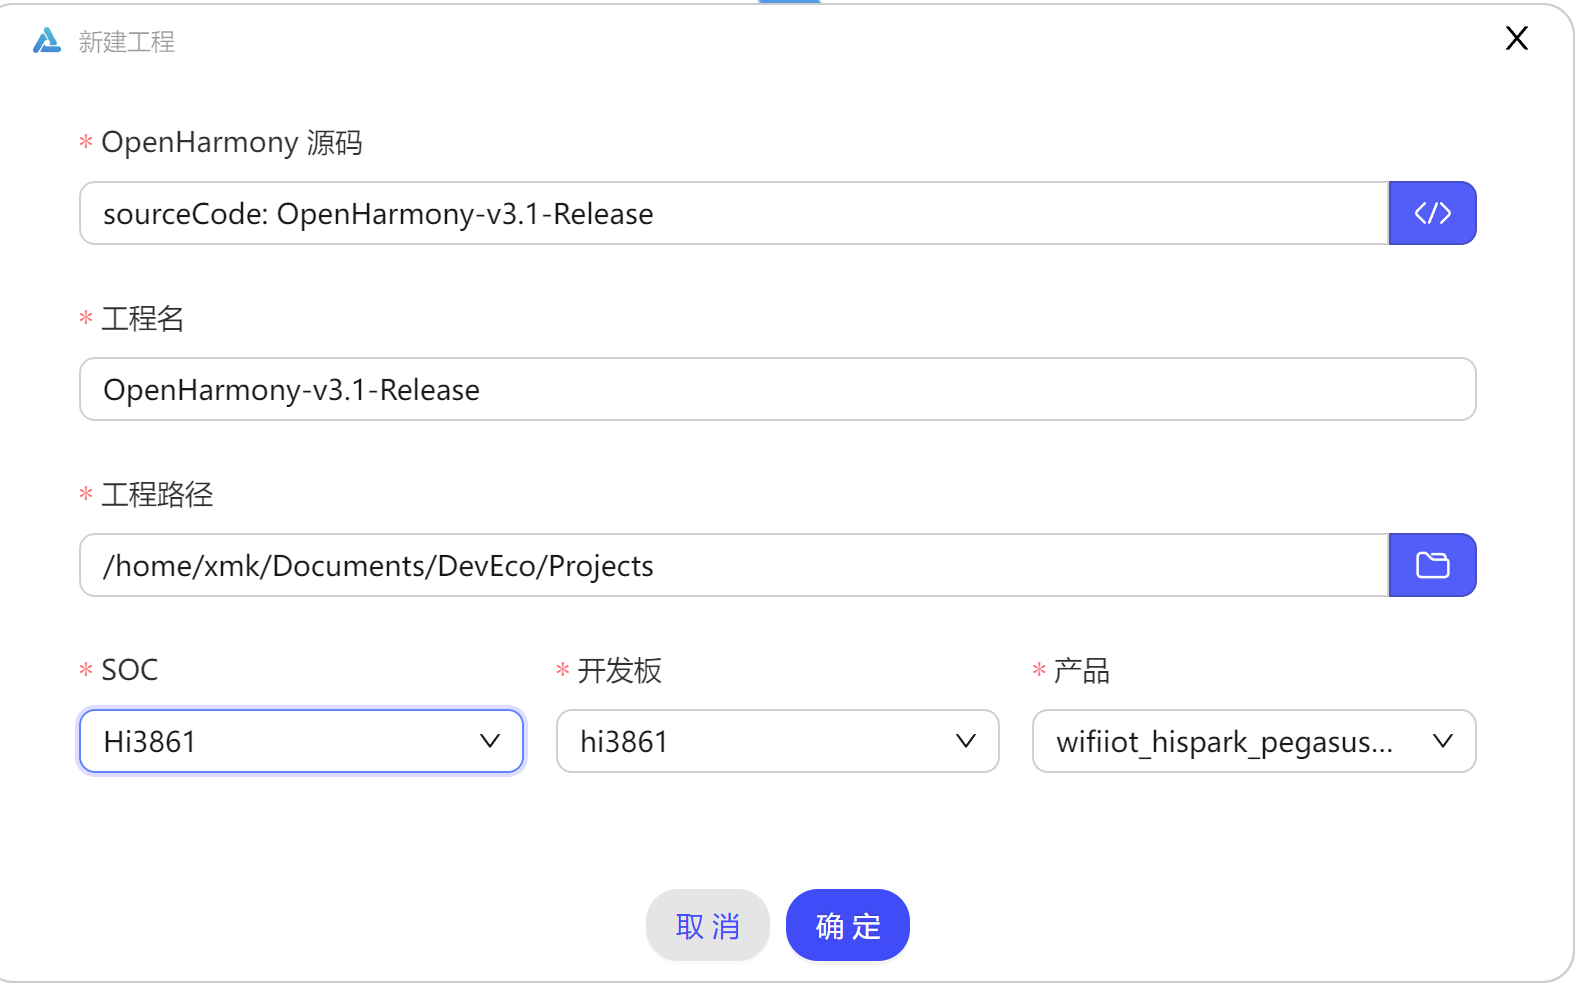 新建工程
* OpenHarmony 源码
sourceCode: OpenHarmony-v3.1-Release
* 工程名
OpenHarmony-v3.1-Release
* 工程路径
/home/xmk/Documents/DevEco/Projects
* SOC
* 开发板
* 产品
Hi3861
hi3861
wifiiot_hispark_pegasus...
取 消
确 定